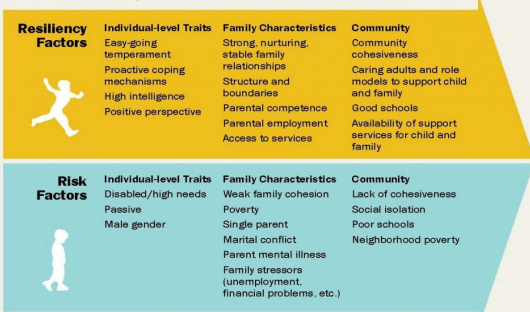 Resiliency
Factors
Individual-level Traits
Easy-going
temperament
Proactive coping
mechanisms
High intelligence
Positive perspective
Family Characteristics
Strong, nurturing,
stable family
relationships
Structure and
boundaries
Parental competence
Parental employment
Access to services
Community
Community
cohesiveness
Caring adults and role
models to support child
and family
Good schools
Availability of support
services for child and
family
Risk
Factors
Individual-level Traits
Disabled/high needs
Passive
Male gender
Family Characteristics
Weak family cohesion
Poverty
Single parent
Marital conflict
Parent mental illness
Family stressors
(unemployment,
financial problems, etc.)
Community
Lack of cohesiveness
Social isolation
Poor schools
Neighborhood poverty